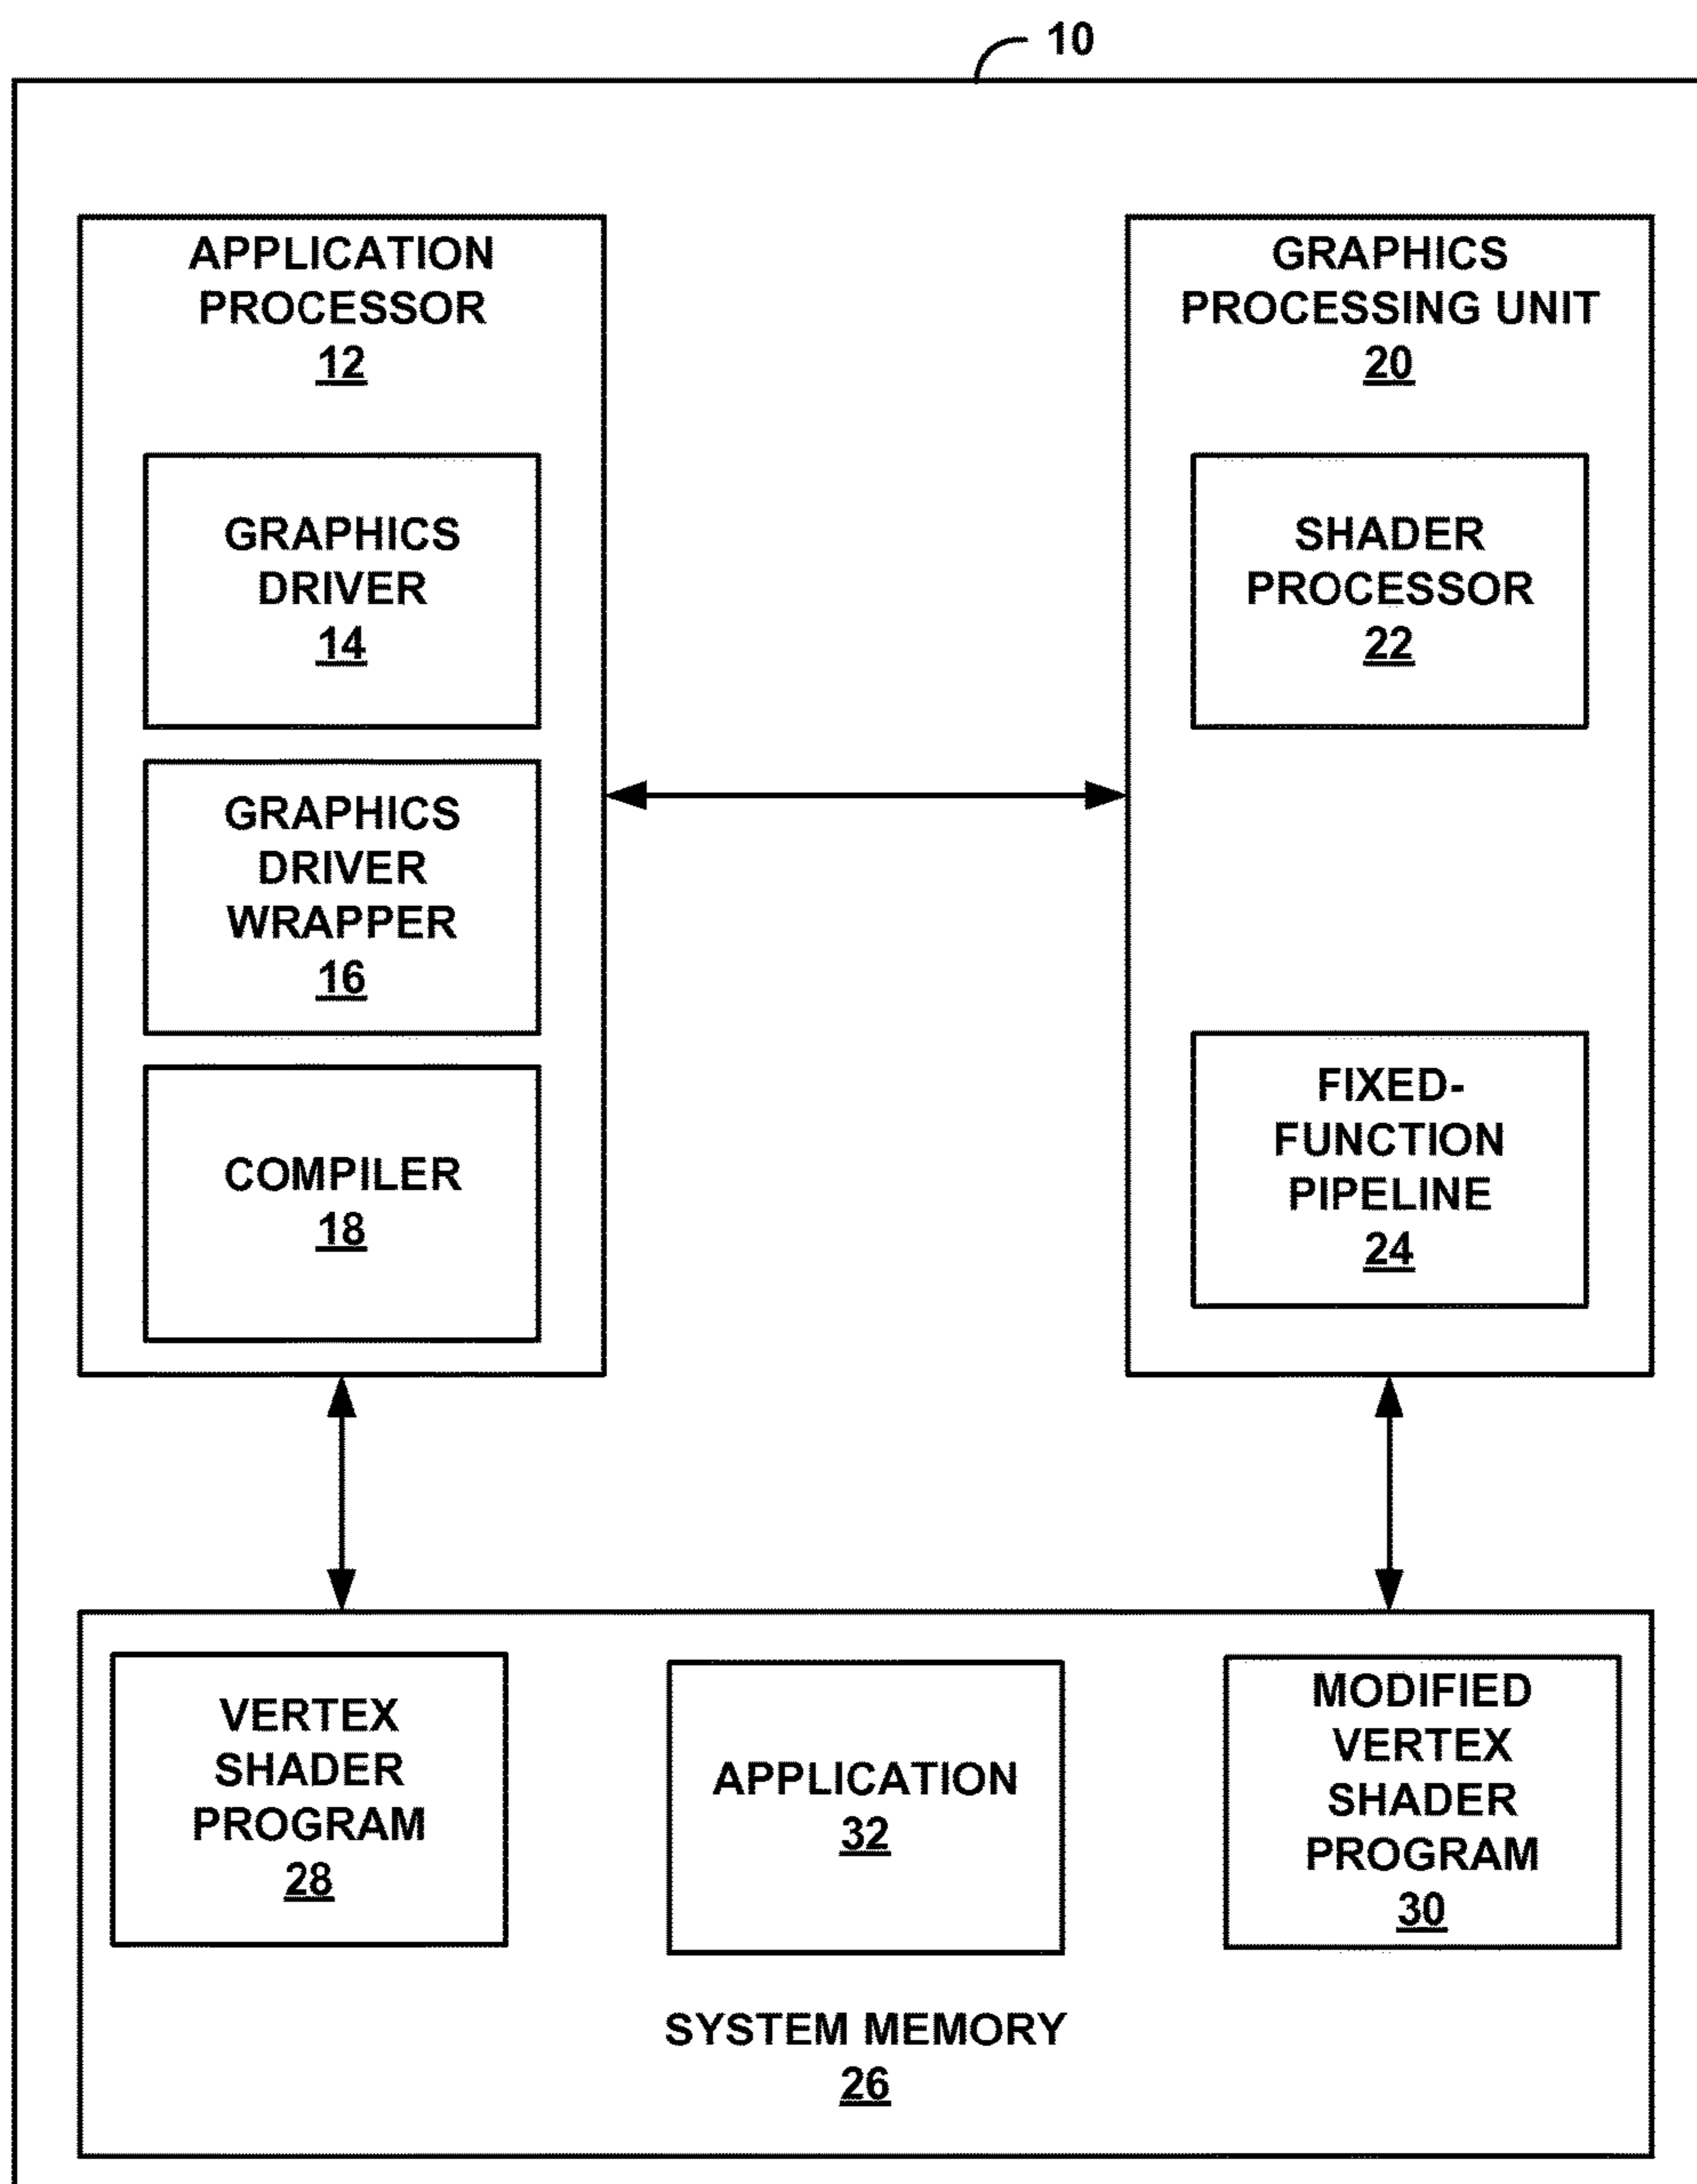 10
APPLICATION
PROCESSOR
12
GRAPHICS
DRIVER
14
GRAPHICS
DRIVER
WRAPPER
16
COMPILER
18
GRAPHICS
PROCESSING UNIT
20
SHADER
PROCESSOR
22
FIXED-
FUNCTION
PIPELINE
24
VERTEX
SHADER
PROGRAM
28
APPLICATION
32
MODIFIED
VERTEX
SHADER
PROGRAM
30
SYSTEM MEMORY
26